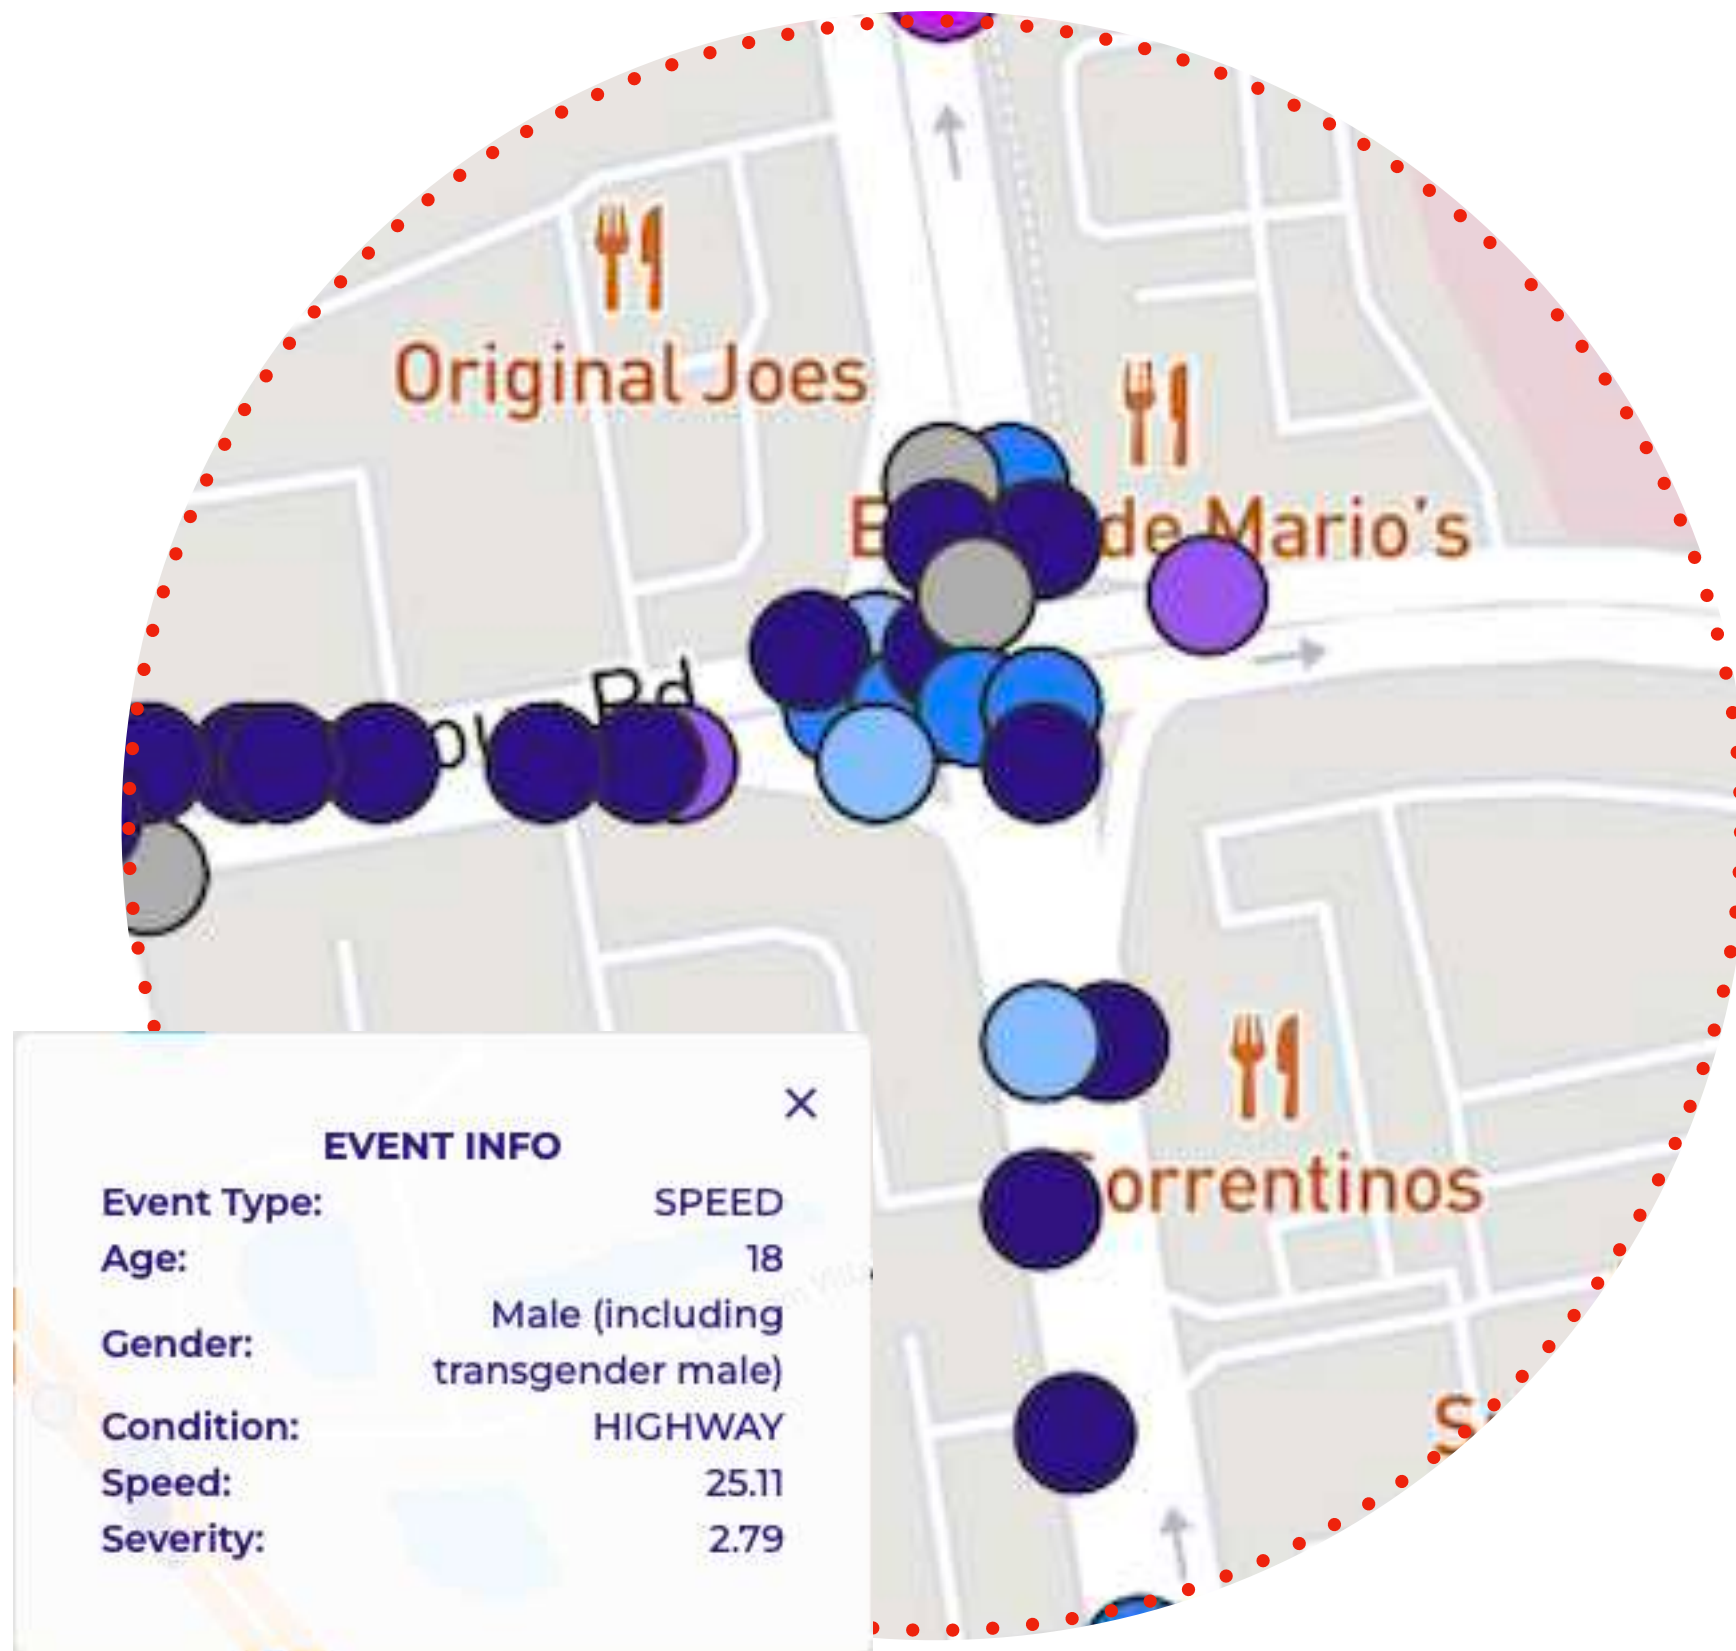 Original Joes
de Mario's
Rd
orrentinos
EVENT INFO
Event Type: SPEED
Age: 18
Gender: Male (including
transgender male)
Condition: HIGHWAY
Speed: 25.11
Severity: 2.79